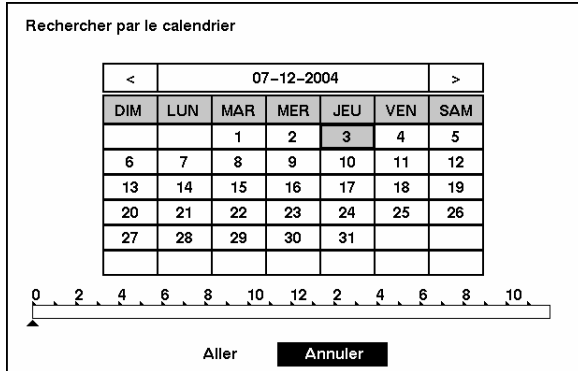 Rechercher par le calendrier
< 07-12-2004 >
DIM LUN MAR MER JEU VEN SAM
1 2 3 4 5
6 7 8 9 10 11 12
13 14 15 16 17 18 19
20 21 22 23 24 25 26
27 28 29 30 31
0 2 4 6 8 10 12 2 4 6 8 10
Aller Annuler